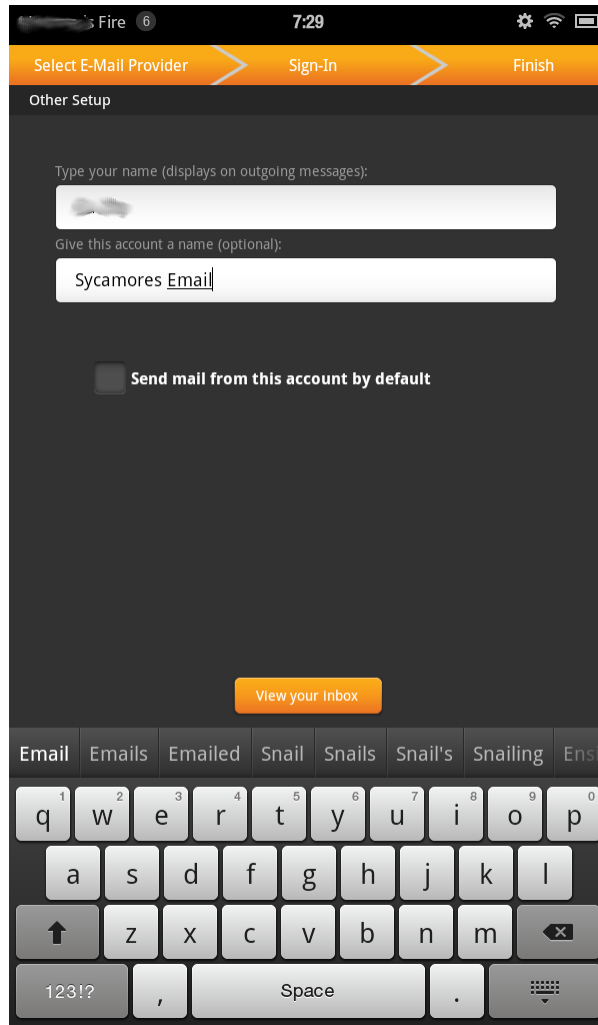 's Fire 6 7:29
Select E-Mail Provider Sign-In Finish
Other Setup
Type your name (displays on outgoing messages):
Give this account a name (optional):
Sycamores Email
Send mail from this account by default
View your inbox
Email Emails Emailed Snail Snails Snail's Snailing Ensi
q 1 w 2 e 3 r 4 t 5 y 6 u 7 i 8 o 9 p 0
a s d f g h j k l
z x c v b n m
123!? , Space .